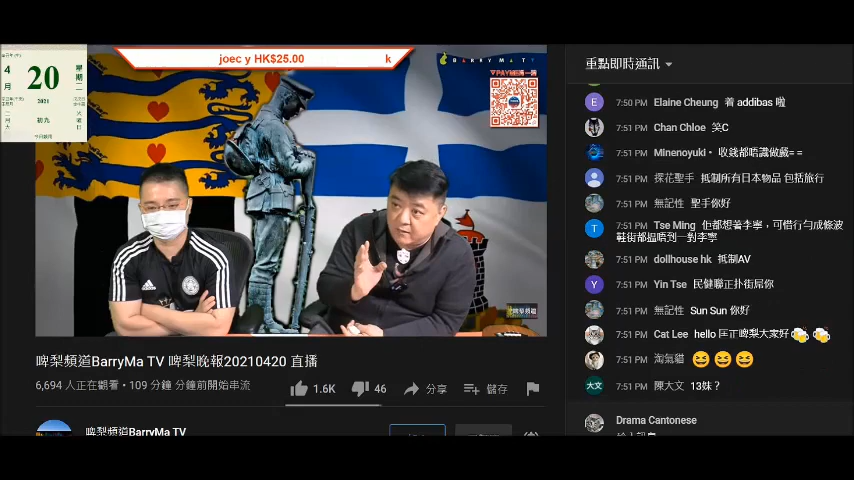 joec y HK$25.00 k
BARRYMA TV
PAYME
4
月
20
星期二
2021
初九
啤梨頻道BarryMa TV 啤梨晚報20210420 直播
6,694 人正在觀看 • 109 分鐘 分鐘前開始串流
1.6K
46
分享
儲存
啤梨頻道BarryMa TV
重點即時通訊
7:50 PM Elaine Cheung 着 addibas 啦
7:51 PM Chan Chloe 笑C
7:51 PM Minenoyuki • 收錢都唔識做戲= =
7:51 PM 探花聖手 抵制所有日本物品 包括旅行
7:51 PM 無記性 聖手你好
7:51 PM Tse Ming 佢都想著李寧，可惜行勻成條波
鞋街都搵唔到一對李寧
7:51 PM dollhouse hk 抵制AV
7:51 PM Yin Tse 民健聯正扑街屌你
7:51 PM 無記性 Sun Sun 你好
7:51 PM Cat Lee hello 匡正啤梨大家好🍻🍻
7:51 PM 淘氣貓 😆😆😆
大文 7:51 PM 陳大文 13妹？
Drama Cantonese